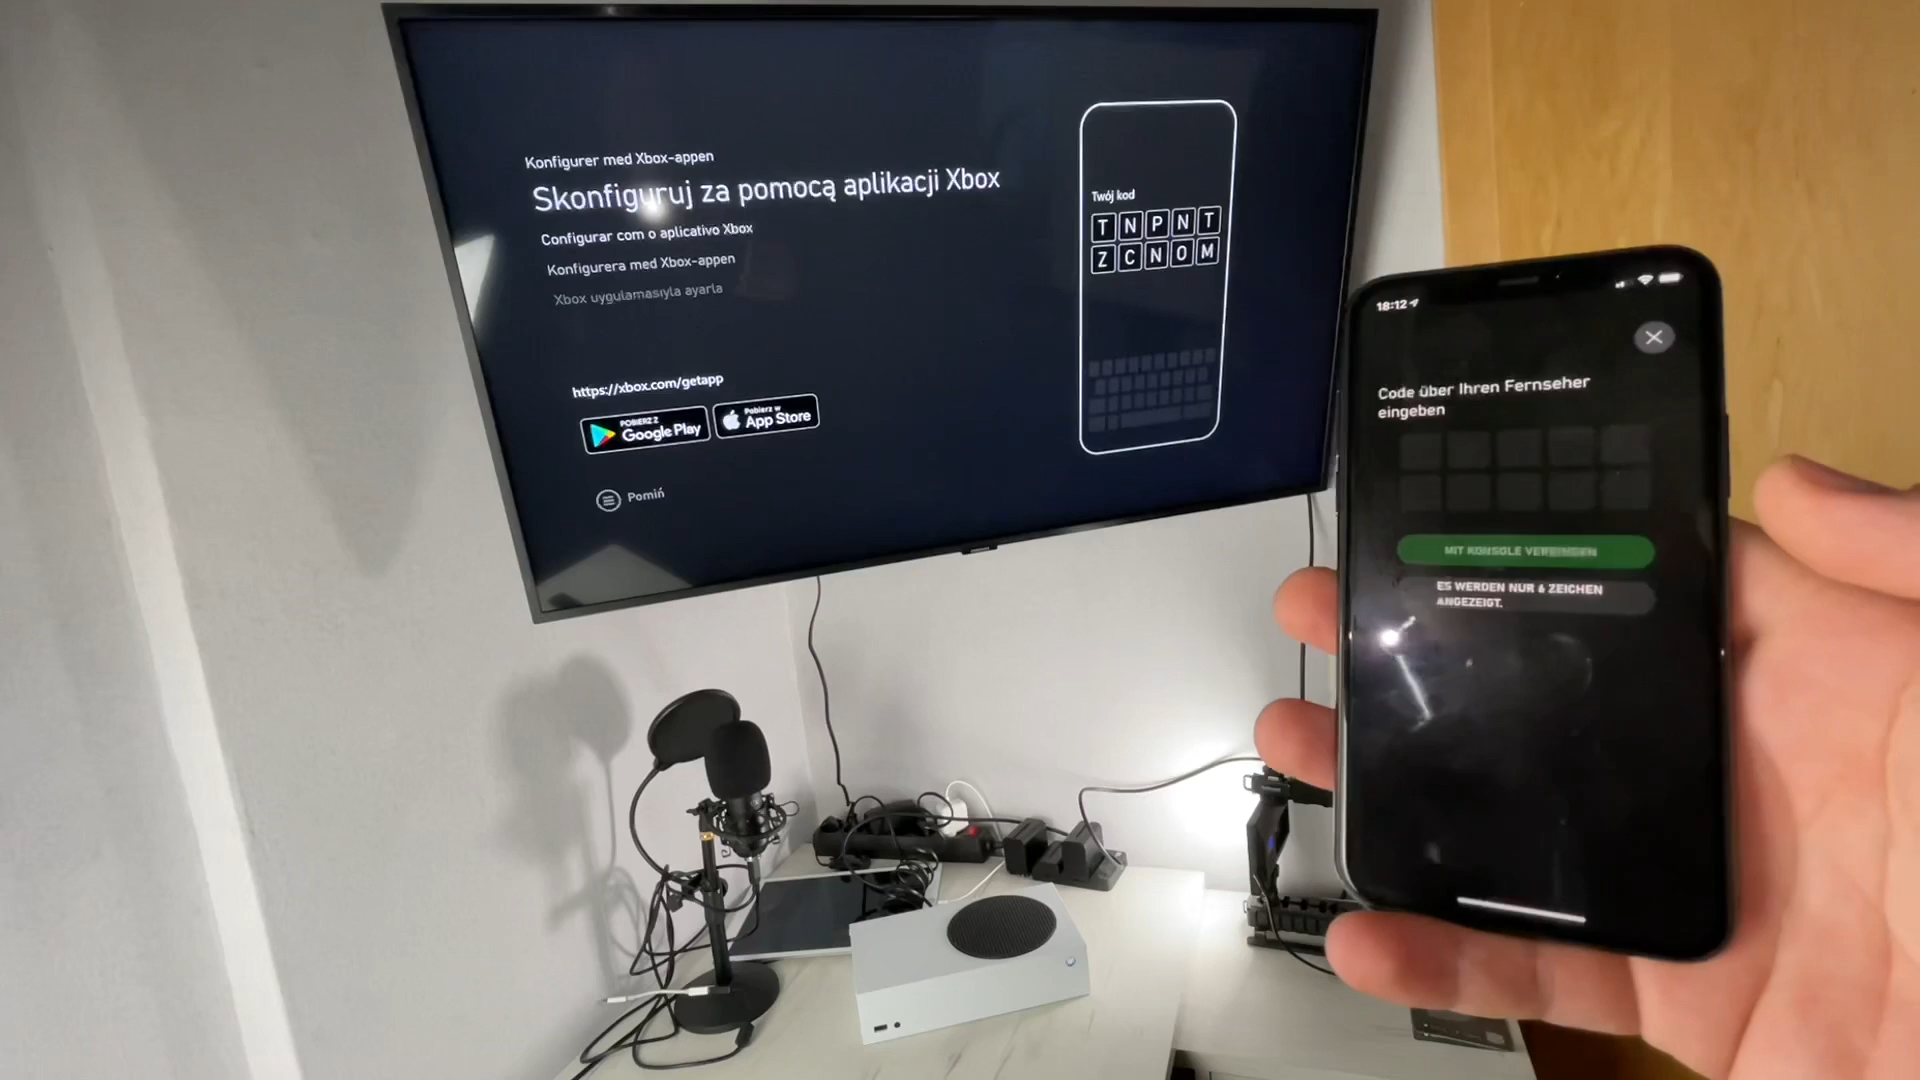 Konfigurer med Xbox-appen
Skonfiguruj za pomocą aplikacji Xbox
Configurar com o aplicativo Xbox
Konfigurera med Xbox-appen
Xbox uygulamasıyla ayarla
https://xbox.com/getapp
POBIERZ Z
Google Play
Pobierz w
App Store
Pomiń
Twój kod
T N P N T
Z C N O M
18:12
Code über Ihren Fernseher
eingeben
MIT KONSOLE VERBINDEN
ES WERDEN NUR 6 ZEICHEN
ANGEZEIGT.